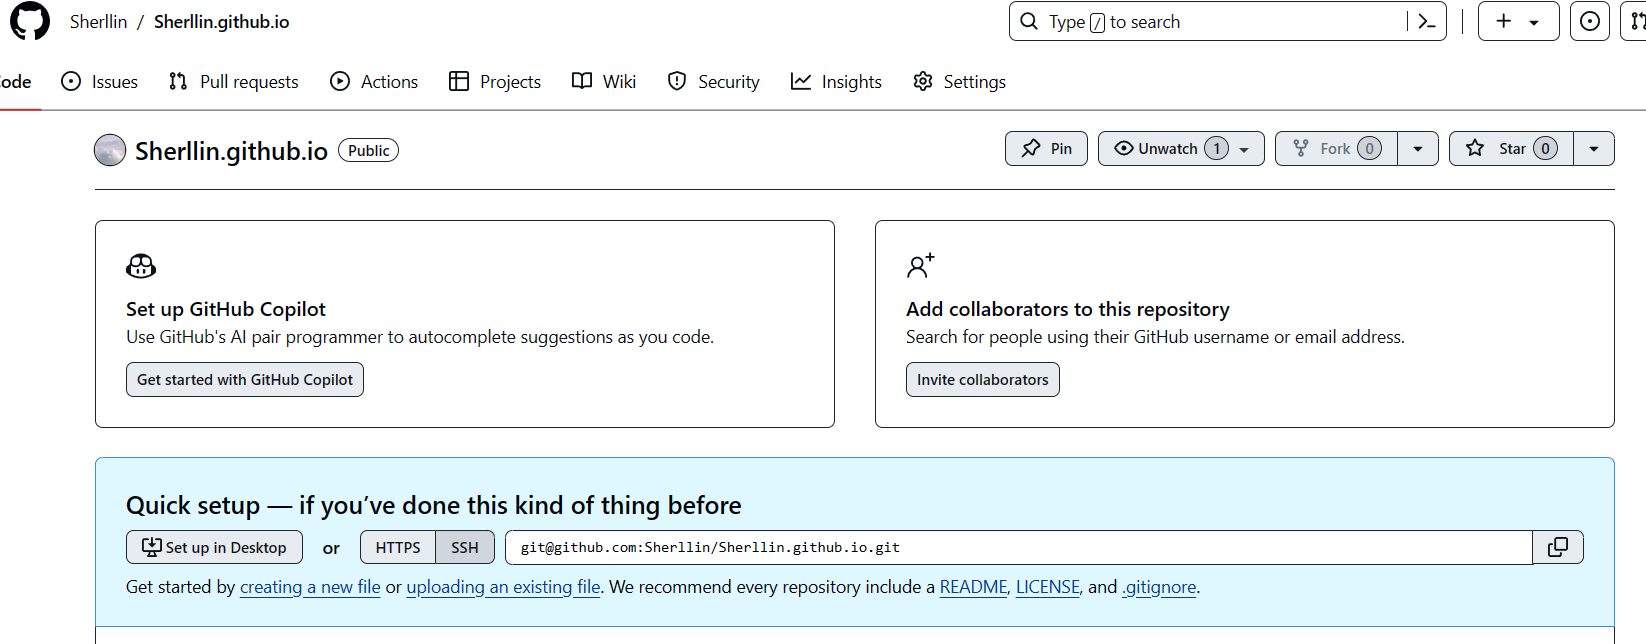 Sherllin / Sherllin.github.io Type / to search
ode Issues Pull requests Actions Projects Wiki Security Insights Settings
Sherllin.github.io Public Pin Unwatch 1 Fork 0 Star 0
Set up GitHub Copilot
Use GitHub's AI pair programmer to autocomplete suggestions as you code.
Get started with GitHub Copilot
Add collaborators to this repository
Search for people using their GitHub username or email address.
Invite collaborators
Quick setup — if you’ve done this kind of thing before
Set up in Desktop or HTTPS SSH git@github.com:Sherllin/Sherllin.github.io.git
Get started by creating a new file or uploading an existing file. We recommend every repository include a README, LICENSE, and .gitignore.